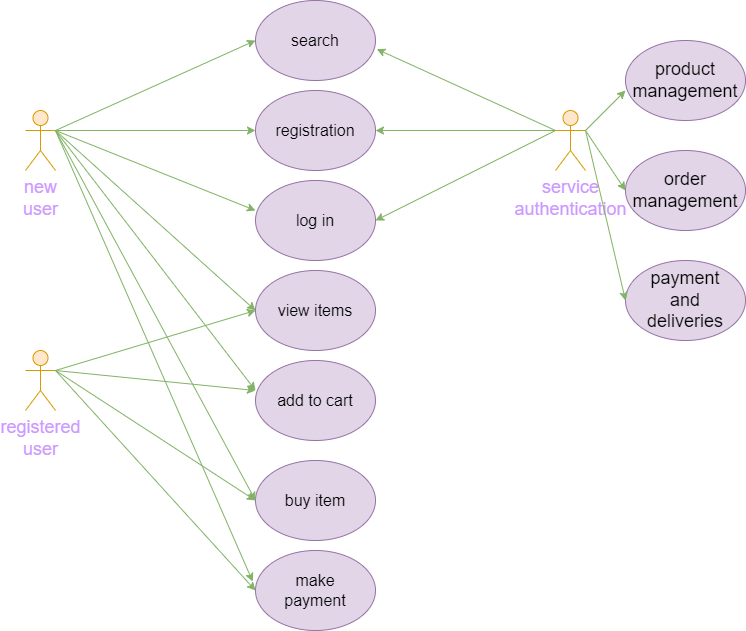 search
registration
log in
view items
add to cart
buy item
make
payment
new
user
registered
user
service
authentication
product
management
order
management
payment
and
deliveries